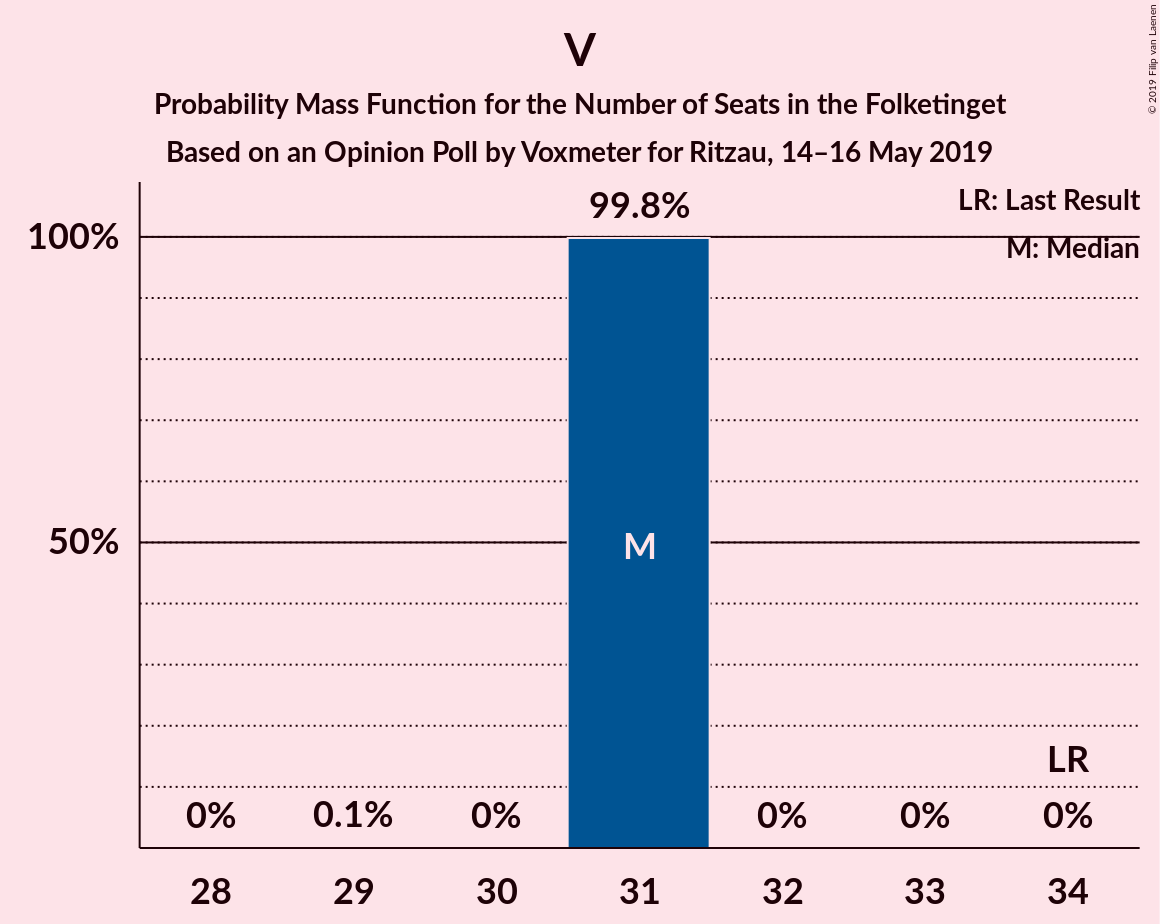 V
Probability Mass Function for the Number of Seats in the Folketinget
Based on an Opinion Poll by Voxmeter for Ritzau, 14–16 May 2019
© 2019 Filip van Laenen
LR: Last Result
M: Median
99.8%
100%
50%
M
LR
0% 0.1% 0% 0% 0% 0%
28 29 30 31 32 33 34